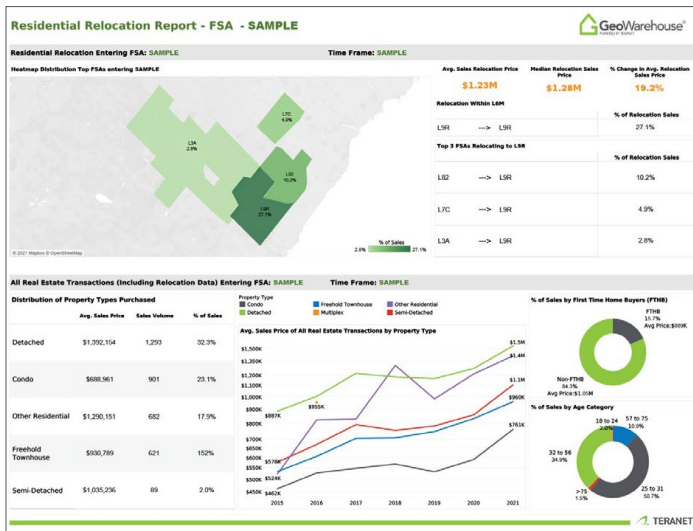 Residential Relocation Report - FSA - SAMPLE
GeoWarehouse®
POWERED BY TERANET
Residential Relocation Entering FSA: SAMPLE
Time Frame: SAMPLE
Heatmap Distribution Top FSAs entering SAMPLE
L7C
4.9%
L3A
2.8%
L82
10.2%
L9R
27.1%
© 2021 Mapbox © OpenStreetMap
% of Sales
2.8% 27.1%
Avg. Sales Relocation Price
$1.23M
Median Relocation Sales
Price
$1.28M
% Change in Avg. Relocation
Sales Price
19.2%
Relocation Within L6M
% of Relocation Sales
L9R ---> L9R 27.1%
Top 3 FSAs Relocating to L9R
% of Relocation Sales
L82 ---> L9R 10.2%
L7C ---> L9R 4.9%
L3A ---> L9R 2.8%
All Real Estate Transactions (Including Relocation Data) Entering FSA: SAMPLE
Time Frame: SAMPLE
Distribution of Property Types Purchased
Avg. Sales Price Sales Volume % of Sales
Detached $1,392,154 1,293 32.3%
Condo $688,961 901 23.1%
Other Residential $1,290,151 682 17.9%
Freehold
Townhouse $930,789 621 152%
Semi-Detached $1,035,236 89 2.0%
Property Type
Condo Freehold Townhouse Other Residential
Detached Multiplex Semi-Detached
Avg. Sales Price of All Real Estate Transactions by Property Type
$1,500K
$1,350K
$1,200K
$1,100K
$1,000K
$900K
$800K
$700K
$650K
$600K
$550K
$500K
$450K
$887K
$955K
$578K
$524K
$462K
$1.5M
$1.4M
$1.1M
$960K
$761K
2015 2016 2017 2018 2019 2020 2021
% of Sales by First Time Home Buyers (FTHB)
FTHB
15.7%
Avg Price:$889K
Non-FTHB
84.3%
Avg Price:$1.05M
% of Sales by Age Category
18 to 24
2.0%
57 to 75
10.9%
32 to 56
34.9%
>75
1.5%
25 to 31
50.7%
TERANET